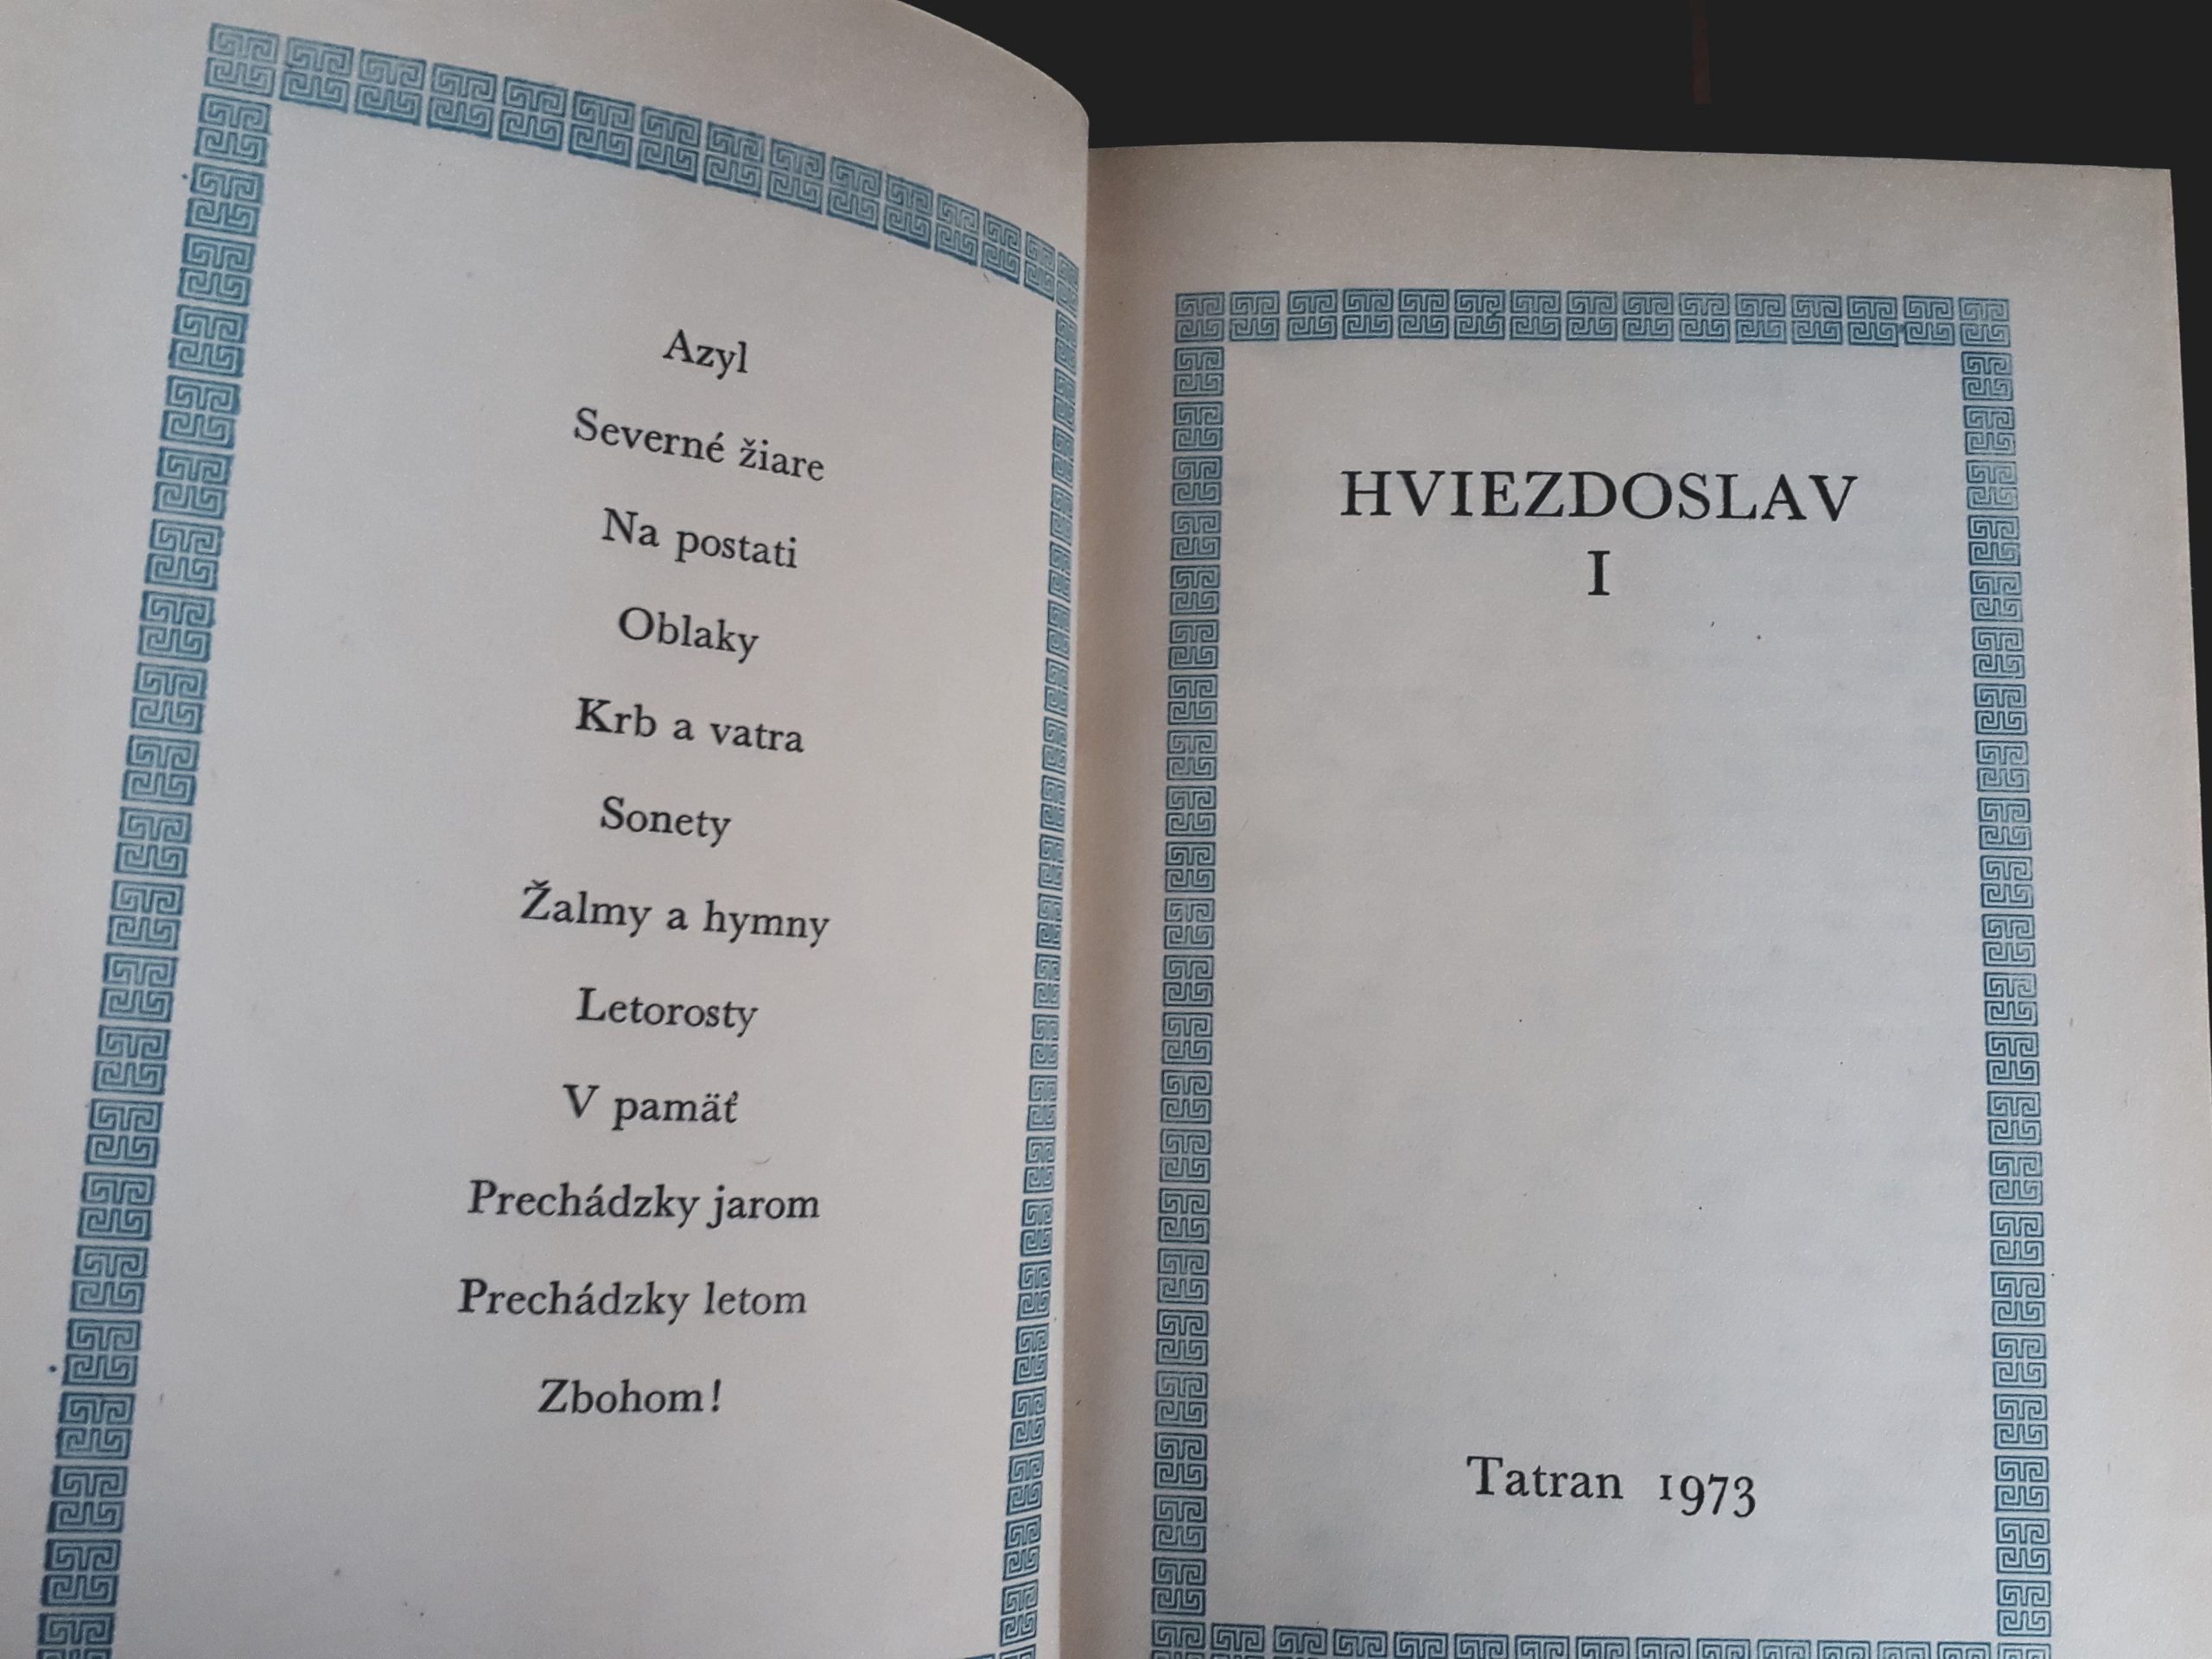 Azyl
Severné žiare
Na postati
Oblaky
Krb a vatra
Sonety
Žalmy a hymny
Letorosty
V pamäť
Prechádzky jarom
Prechádzky letom
Zbohom!
HVIEZDOSLAV
I
Tatran 1973